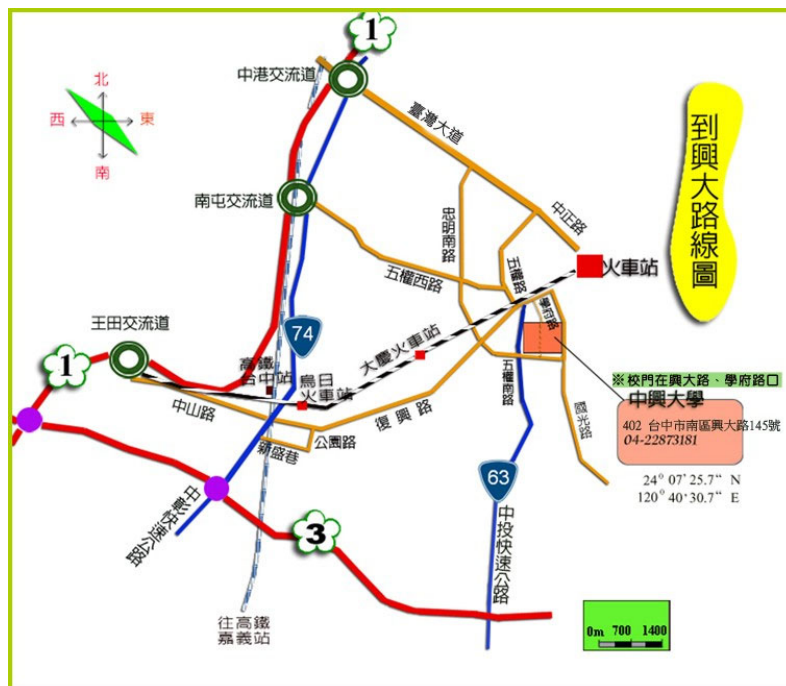 1
中港交流道
北
西
東
南
臺灣大道
到興大路線圖
南屯交流道
忠明南路
中正路
五權路
火車站
五權西路
學府路
王田交流道
74
大慶火車站
1
高鐵
台中站
烏日
火車站
五權南路
※校門在興大路、學府路口
中興大學
402 台中市南區興大路145號
04-22873181
中山路
復興路
國光路
公園路
新盛巷
63
24° 07' 25.7" N
120° 40' 30.7" E
中彰快速公路
3
中投快速公路
往高鐵
嘉義站
0m 700 1400